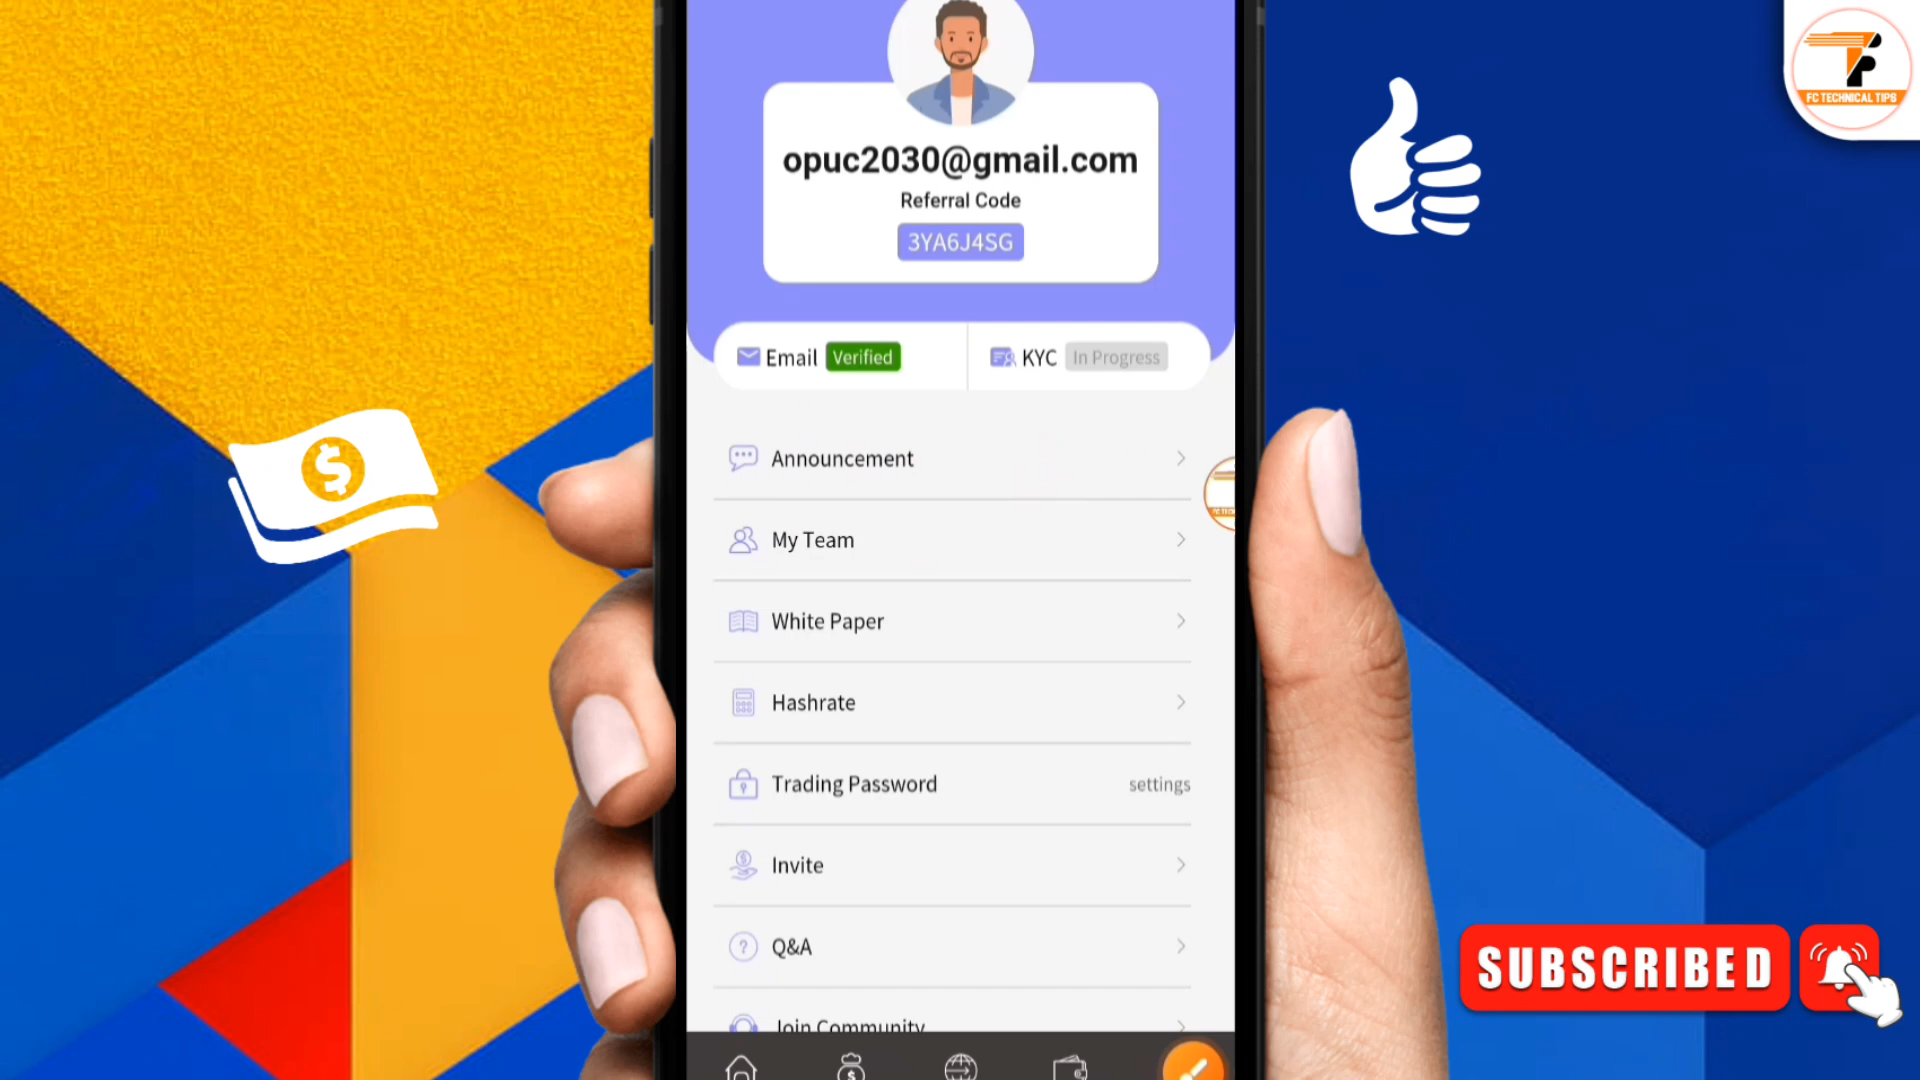 FC TECHNICAL TIPS
opuc2030@gmail.com
Referral Code
3YA6J4SG
Email Verified
KYC In Progress
Announcement
My Team
White Paper
Hashrate
Trading Password settings
Invite
Q&A
Join Community
SUBSCRIBED